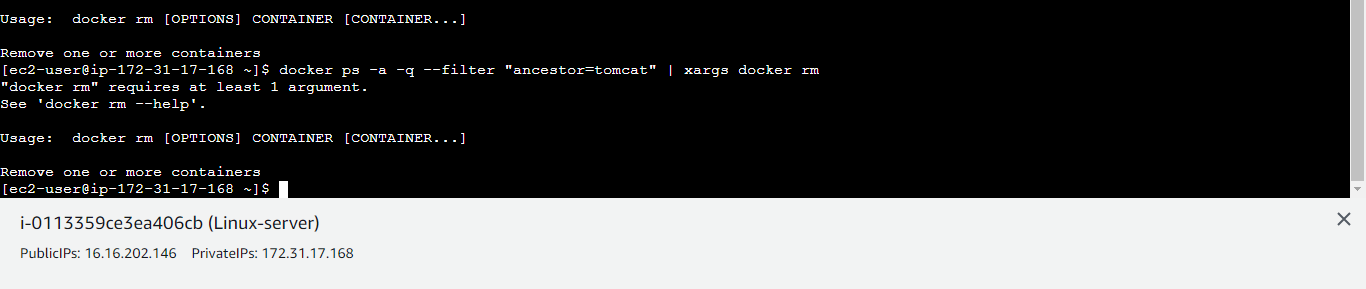 Usage:  docker rm [OPTIONS] CONTAINER [CONTAINER...]
Remove one or more containers
[ec2-user@ip-172-31-17-168 ~]$ docker ps -a -q --filter "ancestor=tomcat" | xargs docker rm
"docker rm" requires at least 1 argument.
See 'docker rm --help'.
Usage:  docker rm [OPTIONS] CONTAINER [CONTAINER...]
Remove one or more containers
[ec2-user@ip-172-31-17-168 ~]$
i-0113359ce3ea406cb (Linux-server)
PublicIPs: 16.16.202.146    PrivateIPs: 172.31.17.168